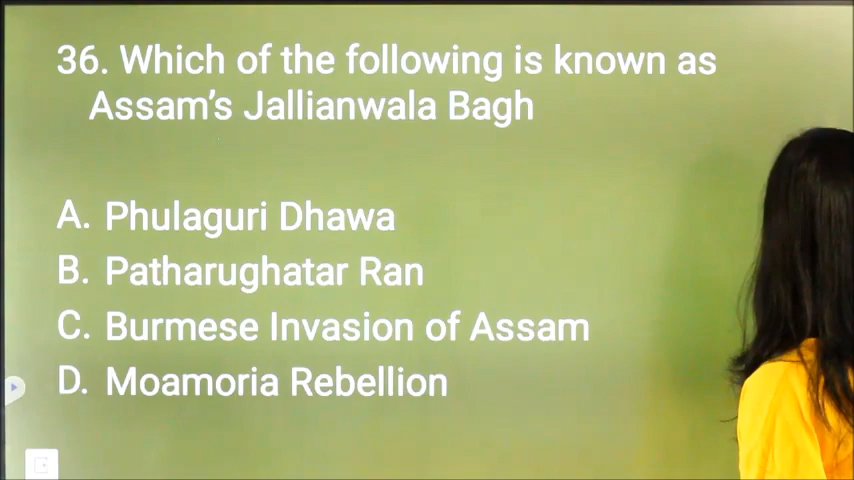 36. Which of the following is known as
Assam's Jallianwala Bagh
A. Phulaguri Dhawa
B. Patharughatar Ran
C. Burmese Invasion of Assam
D. Moamoria Rebellion